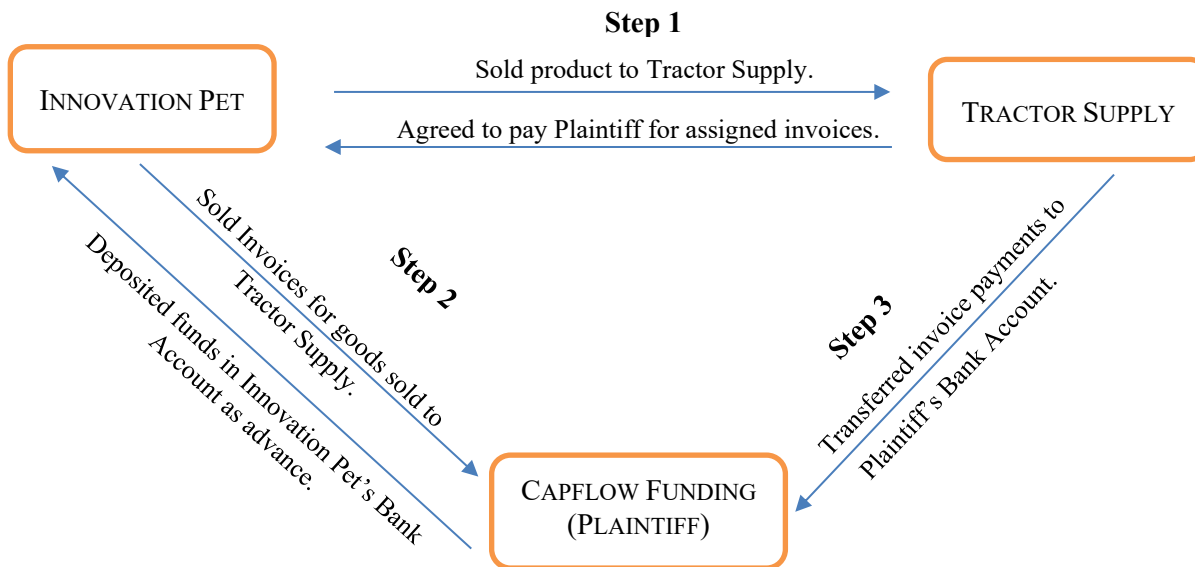 Step 1
Sold product to Tractor Supply.
INNOVATION PET
TRACTOR SUPPLY
Agreed to pay Plaintiff for assigned invoices.
Sold Invoices for goods sold to
Tractor Supply.
Step 2
Deposited funds in Innovation Pet’s Bank
Account as advance.
Step 3
Transferred invoice payments to
Plaintiff’s Bank Account.
CAPFLOW FUNDING
(PLAINTIFF)